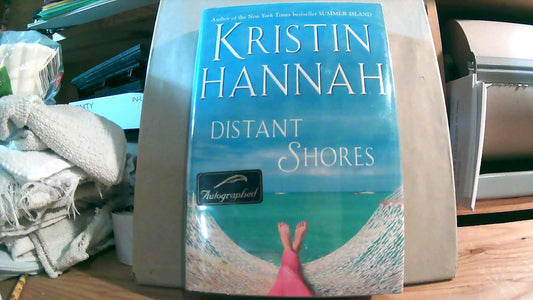 Author of the New York Times bestseller SUMMER ISLAND
KRISTIN
HANNAH
DISTANT
SHORES
Autographed